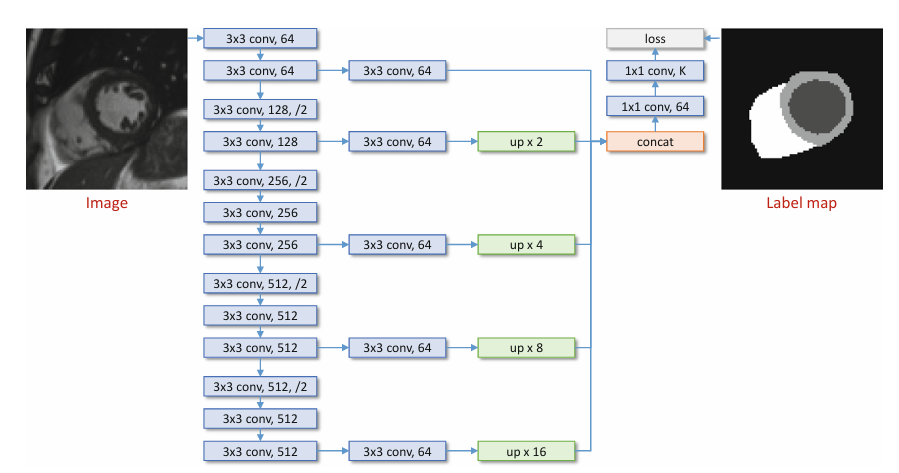 3x3 conv, 64
3x3 conv, 64
3x3 conv, 64
3x3 conv, 128, /2
3x3 conv, 128
3x3 conv, 64
up x 2
3x3 conv, 256, /2
3x3 conv, 256
3x3 conv, 256
3x3 conv, 64
up x 4
3x3 conv, 512, /2
3x3 conv, 512
3x3 conv, 512
3x3 conv, 64
up x 8
3x3 conv, 512, /2
3x3 conv, 512
3x3 conv, 512
3x3 conv, 64
up x 16
loss
1x1 conv, K
1x1 conv, 64
concat
Image
Label map